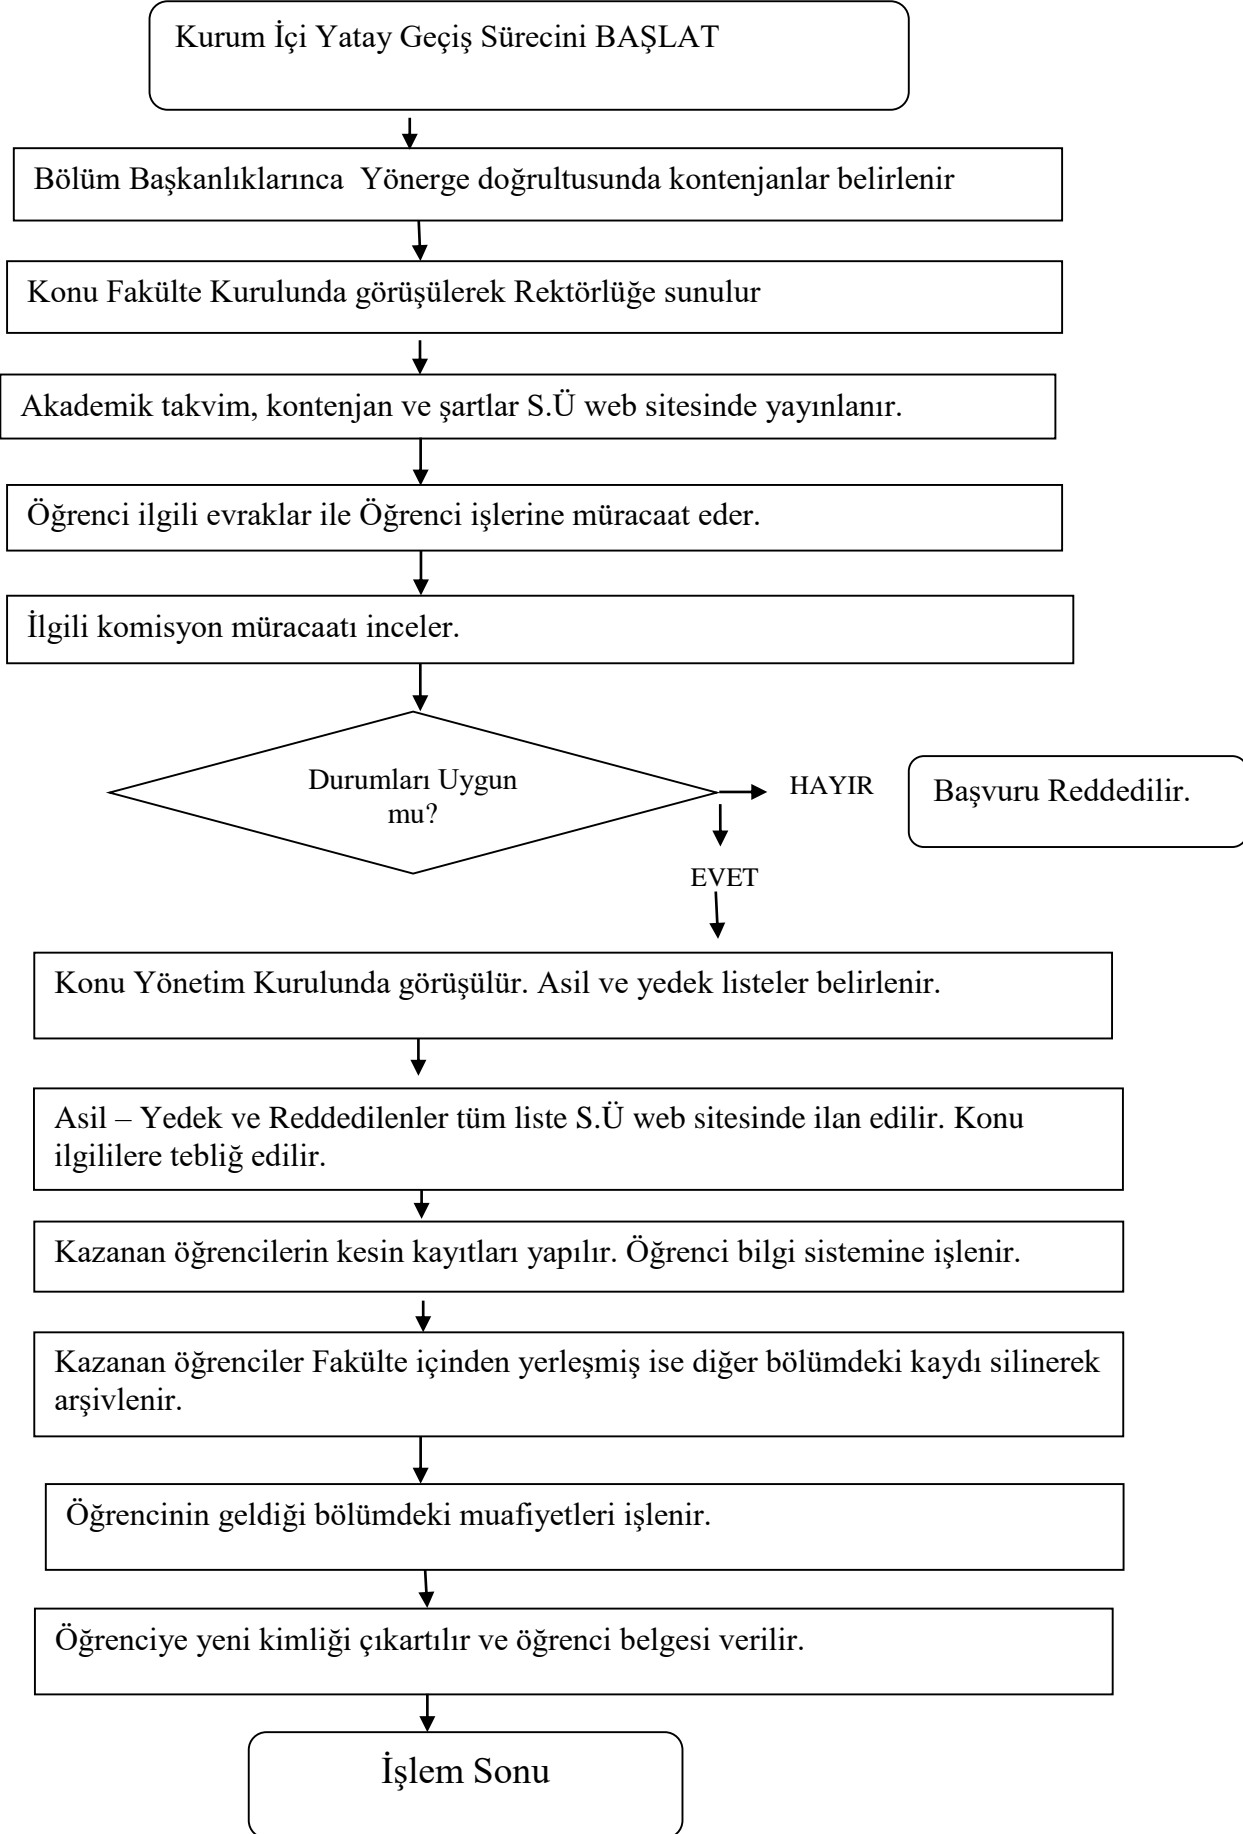 Kurum İçi Yatay Geçiş Sürecini BAŞLAT
Bölüm Başkanlıklarınca  Yönerge doğrultusunda kontenjanlar belirlenir
Konu Fakülte Kurulunda görüşülerek Rektörlüğe sunulur
Akademik takvim, kontenjan ve şartlar S.Ü web sitesinde yayınlanır.
Öğrenci ilgili evraklar ile Öğrenci işlerine müracaat eder.
İlgili komisyon müracaatı inceler.
Durumları Uygun
mu?
HAYIR
Başvuru Reddedilir.
EVET
Konu Yönetim Kurulunda görüşülür. Asil ve yedek listeler belirlenir.
Asil – Yedek ve Reddedilenler tüm liste S.Ü web sitesinde ilan edilir. Konu
ilgililere tebliğ edilir.
Kazanan öğrencilerin kesin kayıtları yapılır. Öğrenci bilgi sistemine işlenir.
Kazanan öğrenciler Fakülte içinden yerleşmiş ise diğer bölümdeki kaydı silinerek
arşivlenir.
Öğrencinin geldiği bölümdeki muafiyetleri işlenir.
Öğrenciye yeni kimliği çıkartılır ve öğrenci belgesi verilir.
İşlem Sonu